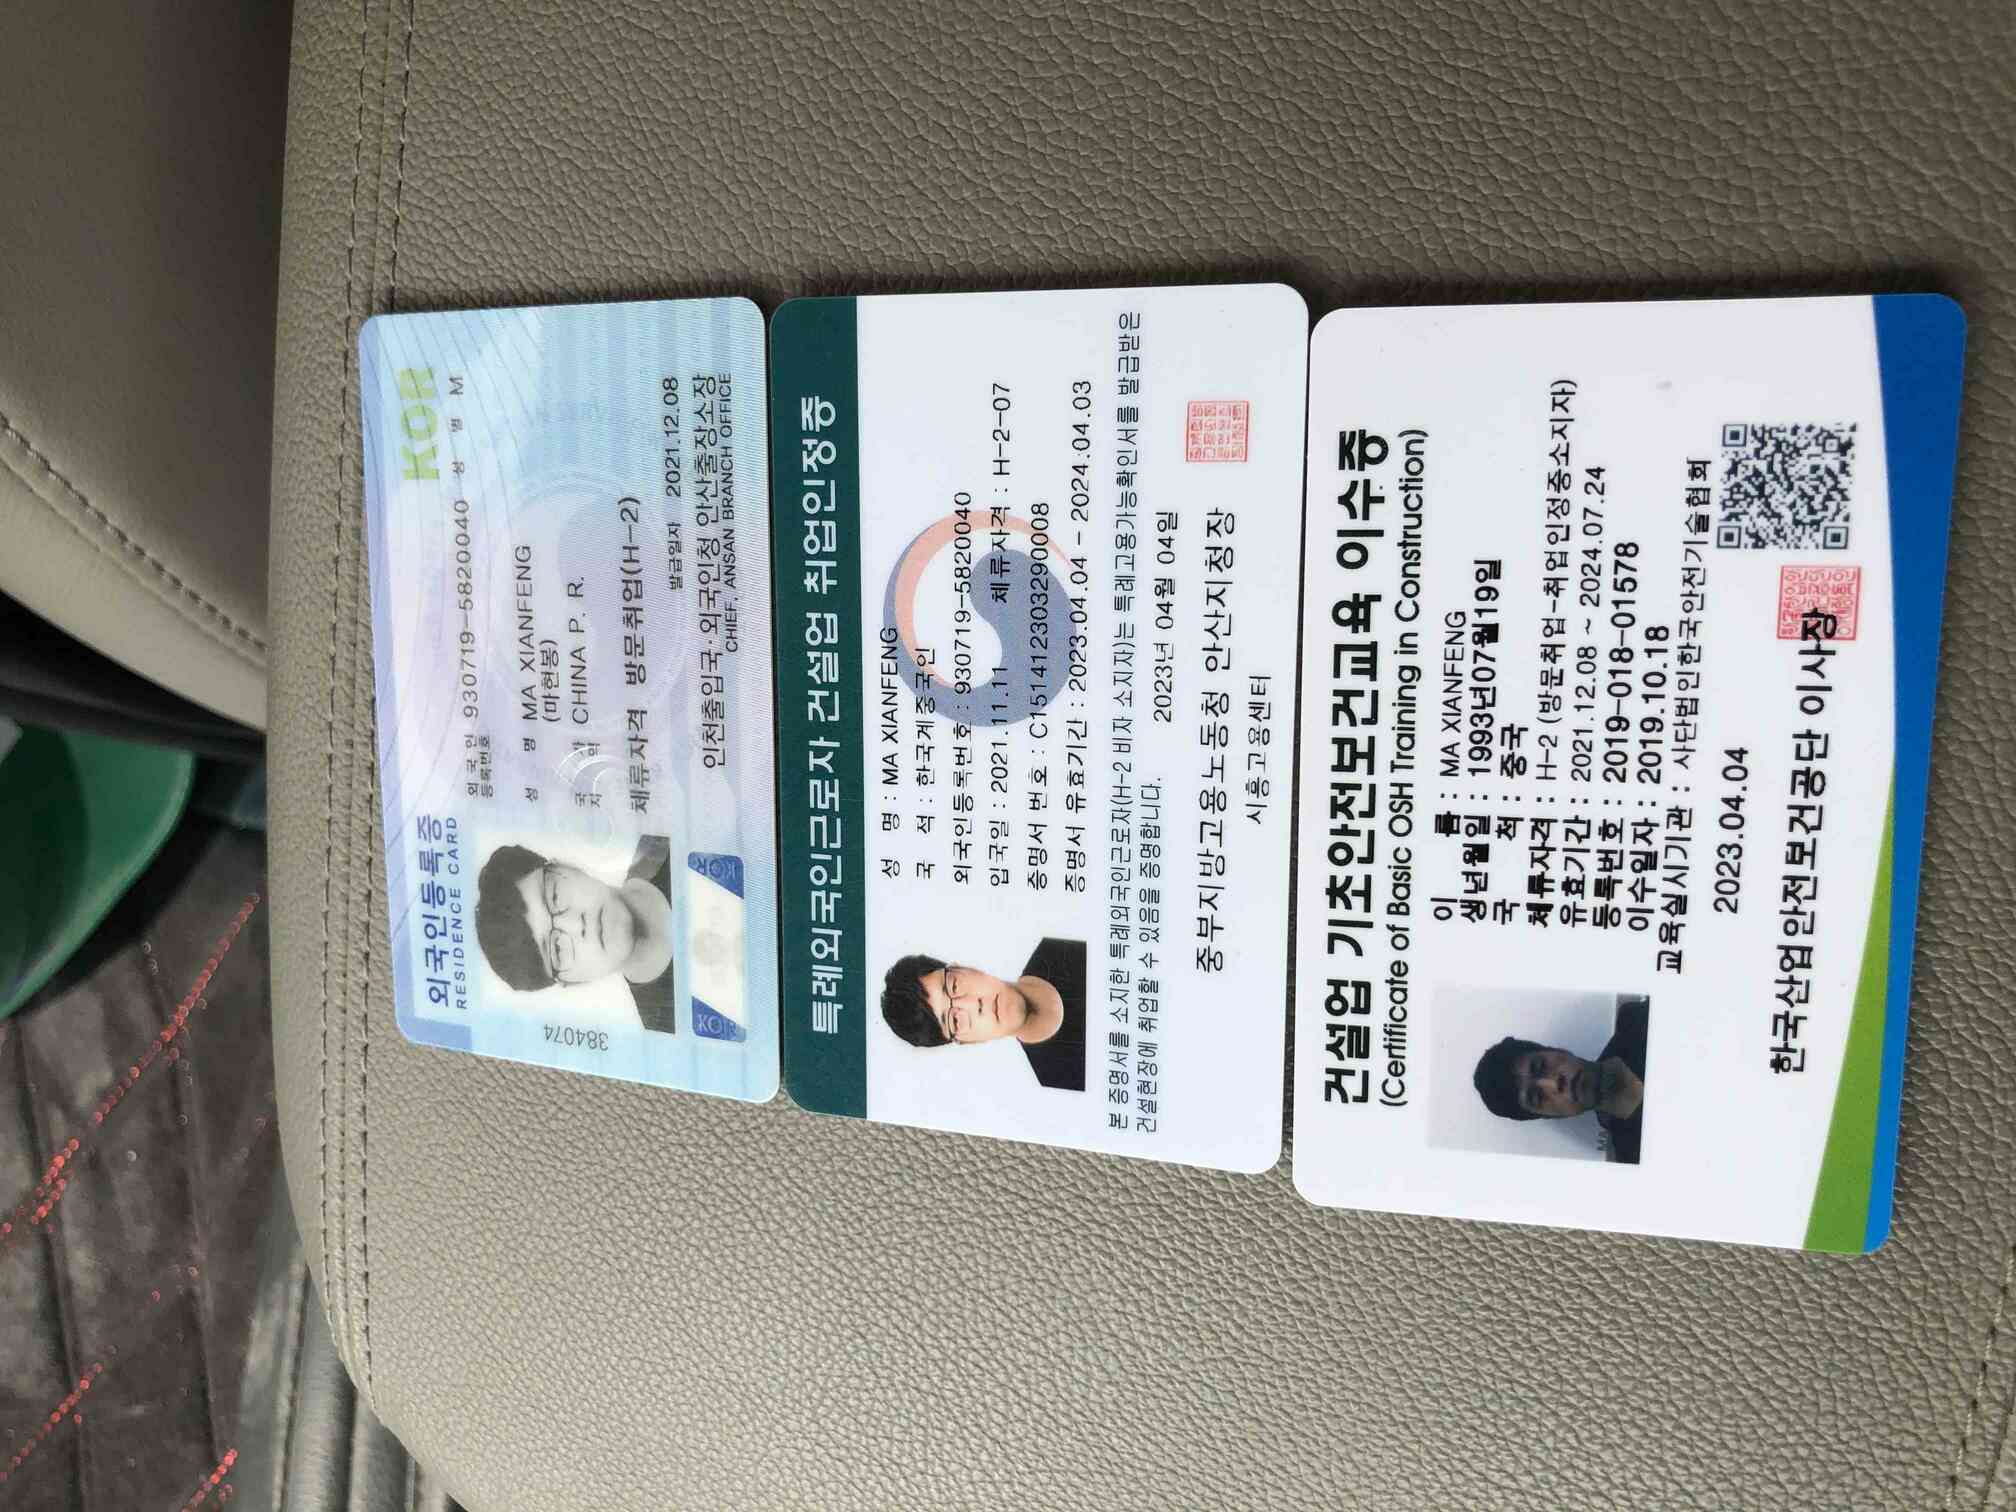 외국인등록증
RESIDENCE CARD
KOR
외국인
등록번호 930719-5820040 성별 M
성명 MA XIANFENG
(마헌봉)
국가
지역 CHINA P. R.
체류자격 방문취업(H-2)
발급일자 2021.12.08
인천출입국·외국인청 안산출장소장
CHIEF, ANSAN BRANCH OFFICE
384074
KOR
특례외국인근로자 건설업 취업인정증
성 명 : MA XIANFENG
국 적 : 한국계중국인
외국인등록번호 : 930719-5820040
입국일 : 2021.11.11 체류자격 : H-2-07
증명서 번호 : C151412303290008
증명서 유효기간 : 2023.04.04 - 2024.04.03
본 증명서를 소지한 특례외국인근로자(H-2 비자 소지자)는 특례고용가능확인서를 발급받은
건설현장에 취업할 수 있음을 증명합니다.
2023년 04월 04일
중부지방고용노동청 안산지청장
시흥고용센터
건설업 기초안전보건교육 이수증
(Certificate of Basic OSH Training in Construction)
이 름 : MA XIANFENG
생년월일 : 1993년07월19일
국 적 : 중국
체류자격 : H-2 (방문취업-취업인정증소지자)
유효기간 : 2021.12.08 ~ 2024.07.24
등록번호 : 2019-018-01578
이수일자 : 2019.10.18
교육실시기관 : 사단법인한국안전기술협회
2023.04.04
한국산업안전보건공단 이사장